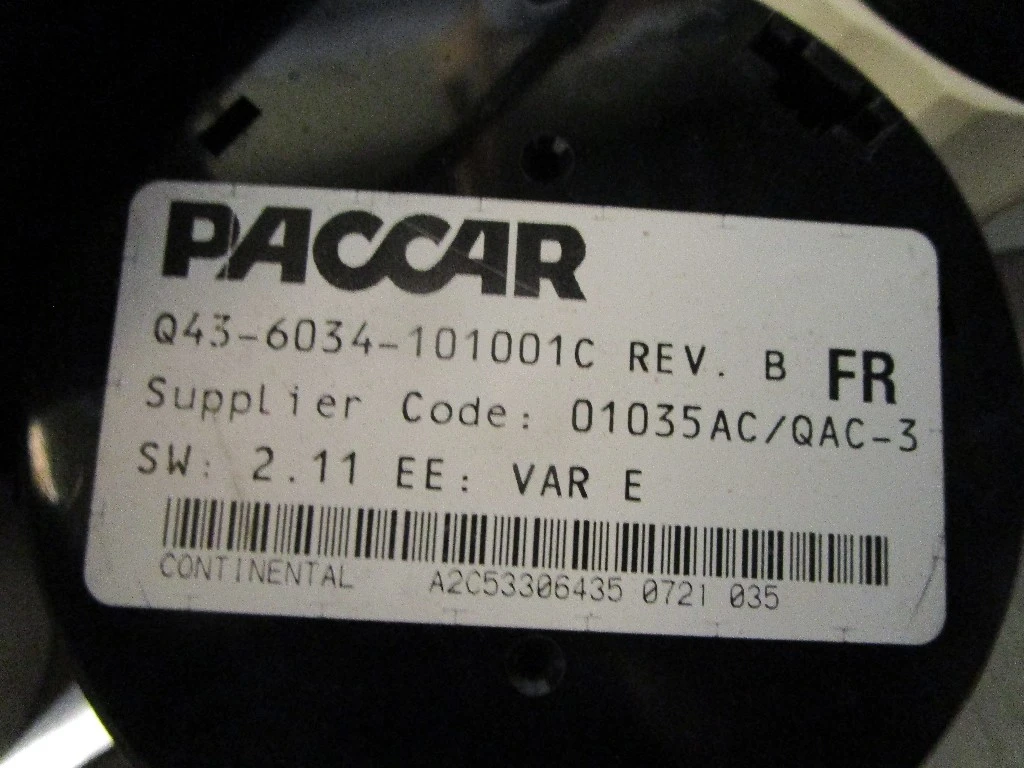 PACCAR
Q43-6034-101001C REV. B FR
Supplier Code: 01035AC/QAC-3
SW: 2.11 EE: VAR E
CONTINENTAL A2C53306435 0721 035